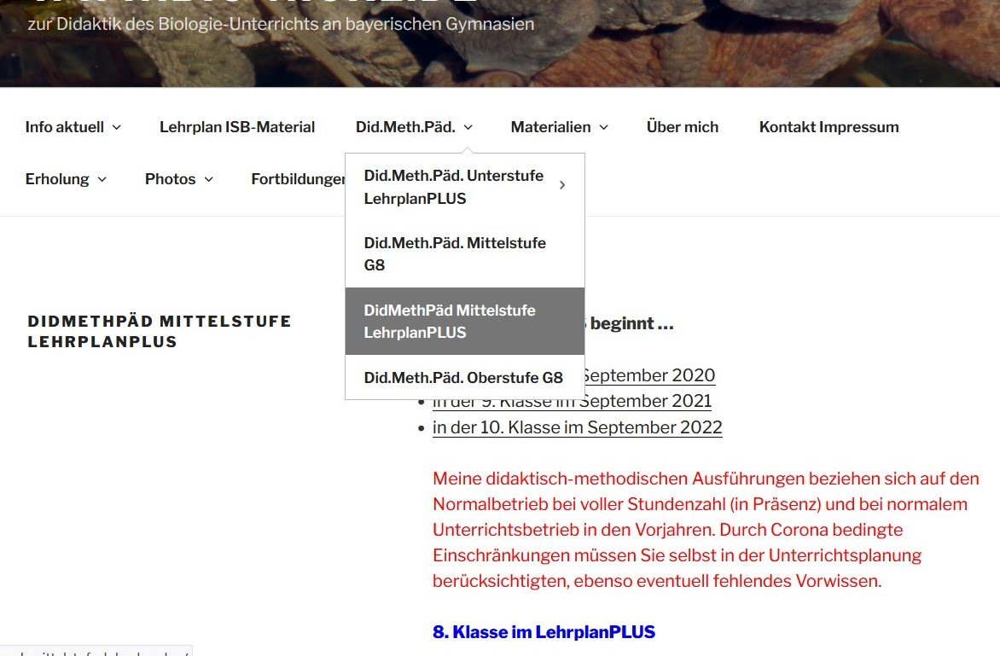 zur Didaktik des Biologie-Unterrichts an bayerischen Gymnasien
Info aktuell Lehrplan ISB-Material Did.Meth.Päd. Materialien Über mich Kontakt Impressum
Erholung Photos Fortbildungen
Did.Meth.Päd. Unterstufe
LehrplanPLUS
Did.Meth.Päd. Mittelstufe
G8
DidMethPäd Mittelstufe
LehrplanPLUS
Did.Meth.Päd. Oberstufe G8
DIDMETHPÄD MITTELSTUFE
LEHRPLANPLUS
beginnt ...
September 2020
in der 9. Klasse im September 2021
in der 10. Klasse im September 2022
Meine didaktisch-methodischen Ausführungen beziehen sich auf den
Normalbetrieb bei voller Stundenzahl (in Präsenz) und bei normalem
Unterrichtsbetrieb in den Vorjahren. Durch Corona bedingte
Einschränkungen müssen Sie selbst in der Unterrichtsplanung
berücksichtigten, ebenso eventuell fehlendes Vorwissen.
8. Klasse im LehrplanPLUS